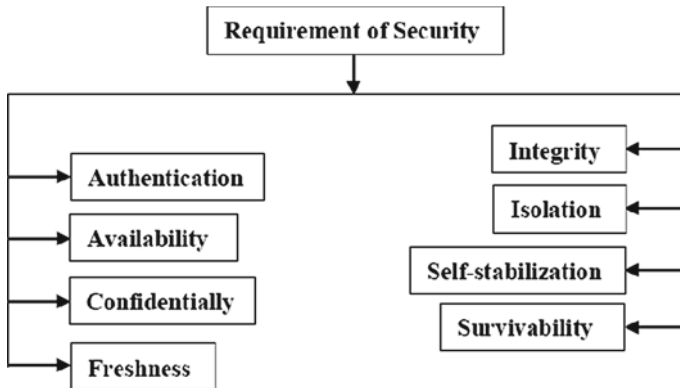 Requirement of Security
Authentication
Availability
Confidentially
Freshness
Integrity
Isolation
Self-stabilization
Survivability